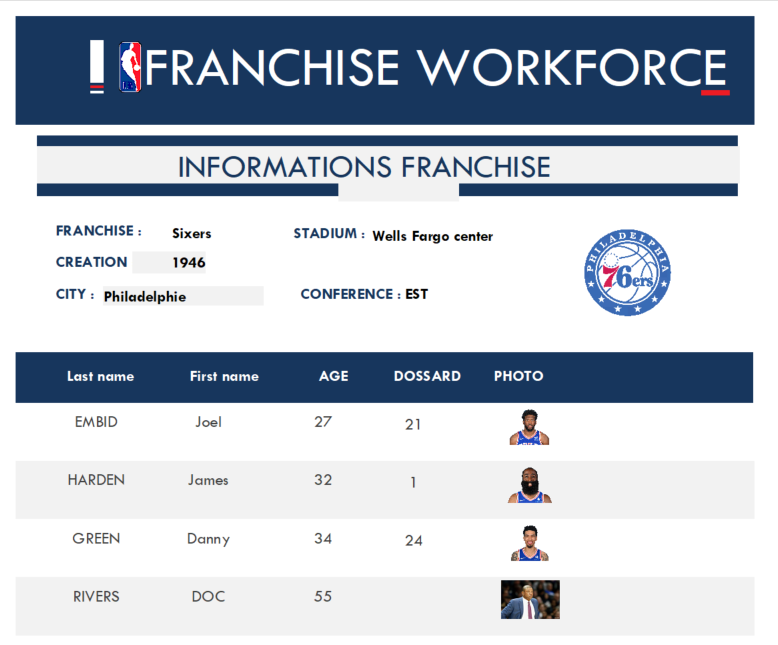 FRANCHISE WORKFORCE
INFORMATIONS FRANCHISE
FRANCHISE : Sixers STADIUM : Wells Fargo center
CREATION 1946
CITY : Philadelphie CONFERENCE : EST
PHILADELPHIA
76ers
Last name First name AGE DOSSARD PHOTO
EMBID Joel 27 21
HARDEN James 32 1
GREEN Danny 34 24
RIVERS DOC 55